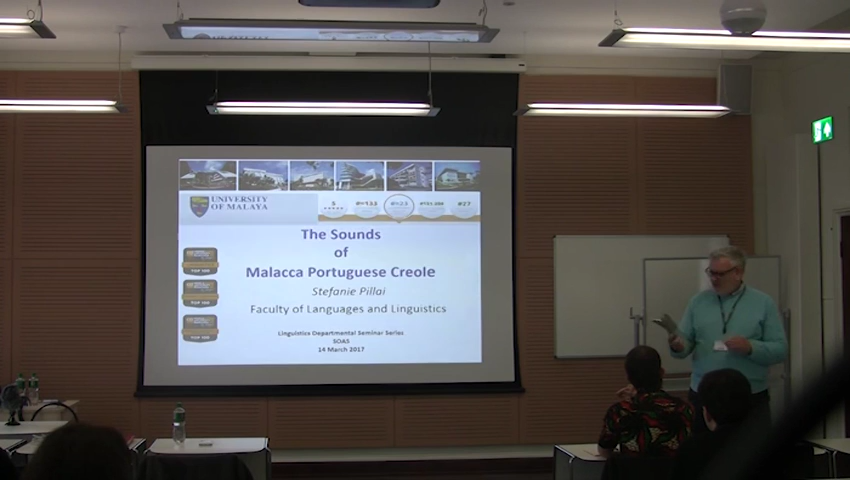 UNIVERSITY
OF MALAYA
The Sounds
of
Malacca Portuguese Creole
Stefanie Pillai
Faculty of Languages and Linguistics
Linguistics Departmental Seminar Series
SOAS
14 March 2017